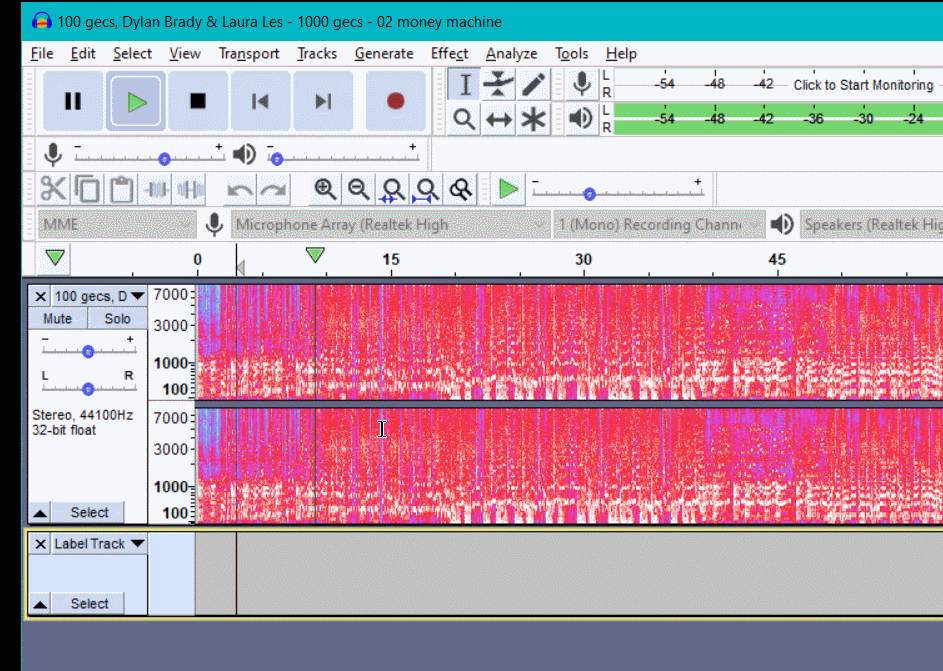 100 gecs, Dylan Brady & Laura Les - 1000 gecs - 02 money machine
File Edit Select View Transport Tracks Generate Effect Analyze Tools Help
L
R
-54 -48 -42 Click to Start Monitoring
L
R
-54 -48 -42 -36 -30 -24
- +
- +
- +
MME Microphone Array (Realtek High 1 (Mono) Recording Chann Speakers (Realtek Hig
0 15 30 45
100 gecs, D
Mute Solo
- +
L R
Stereo, 44100Hz
32-bit float
Select
7000
3000
1000
100
7000
3000
1000
100
Label Track
Select